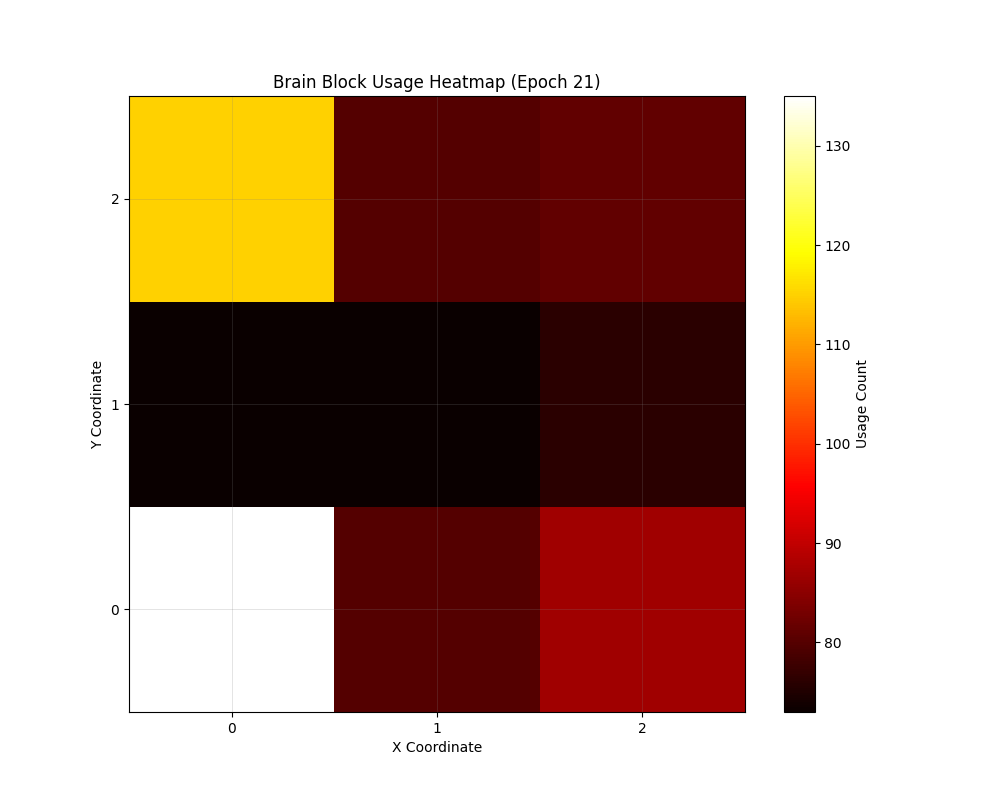 Brain Block Usage Heatmap (Epoch 21)
2
1
0
Y Coordinate
0 1 2
X Coordinate
130
120
110
100
90
80
Usage Count